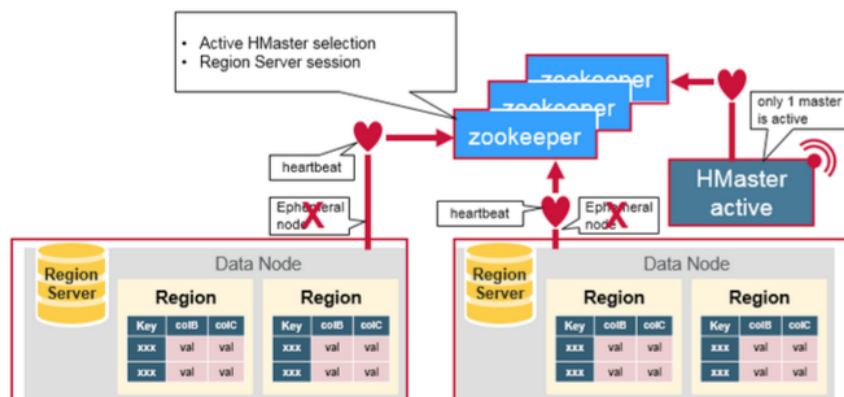 • Active HMaster selection
• Region Server session
zookeeper
zookeeper
zookeeper
only 1 master
is active
heartbeat
HMaster
active
Ephemeral
node
X
heartbeat
Ephemeral
node
X
Region
Server
Data Node
Region
Key colB colC
xxx val val
xxx val val
Region
Key colB colC
xxx val val
xxx val val
Region
Server
Data Node
Region
Key colB colC
xxx val val
xxx val val
Region
Key colB colC
xxx val val
xxx val val